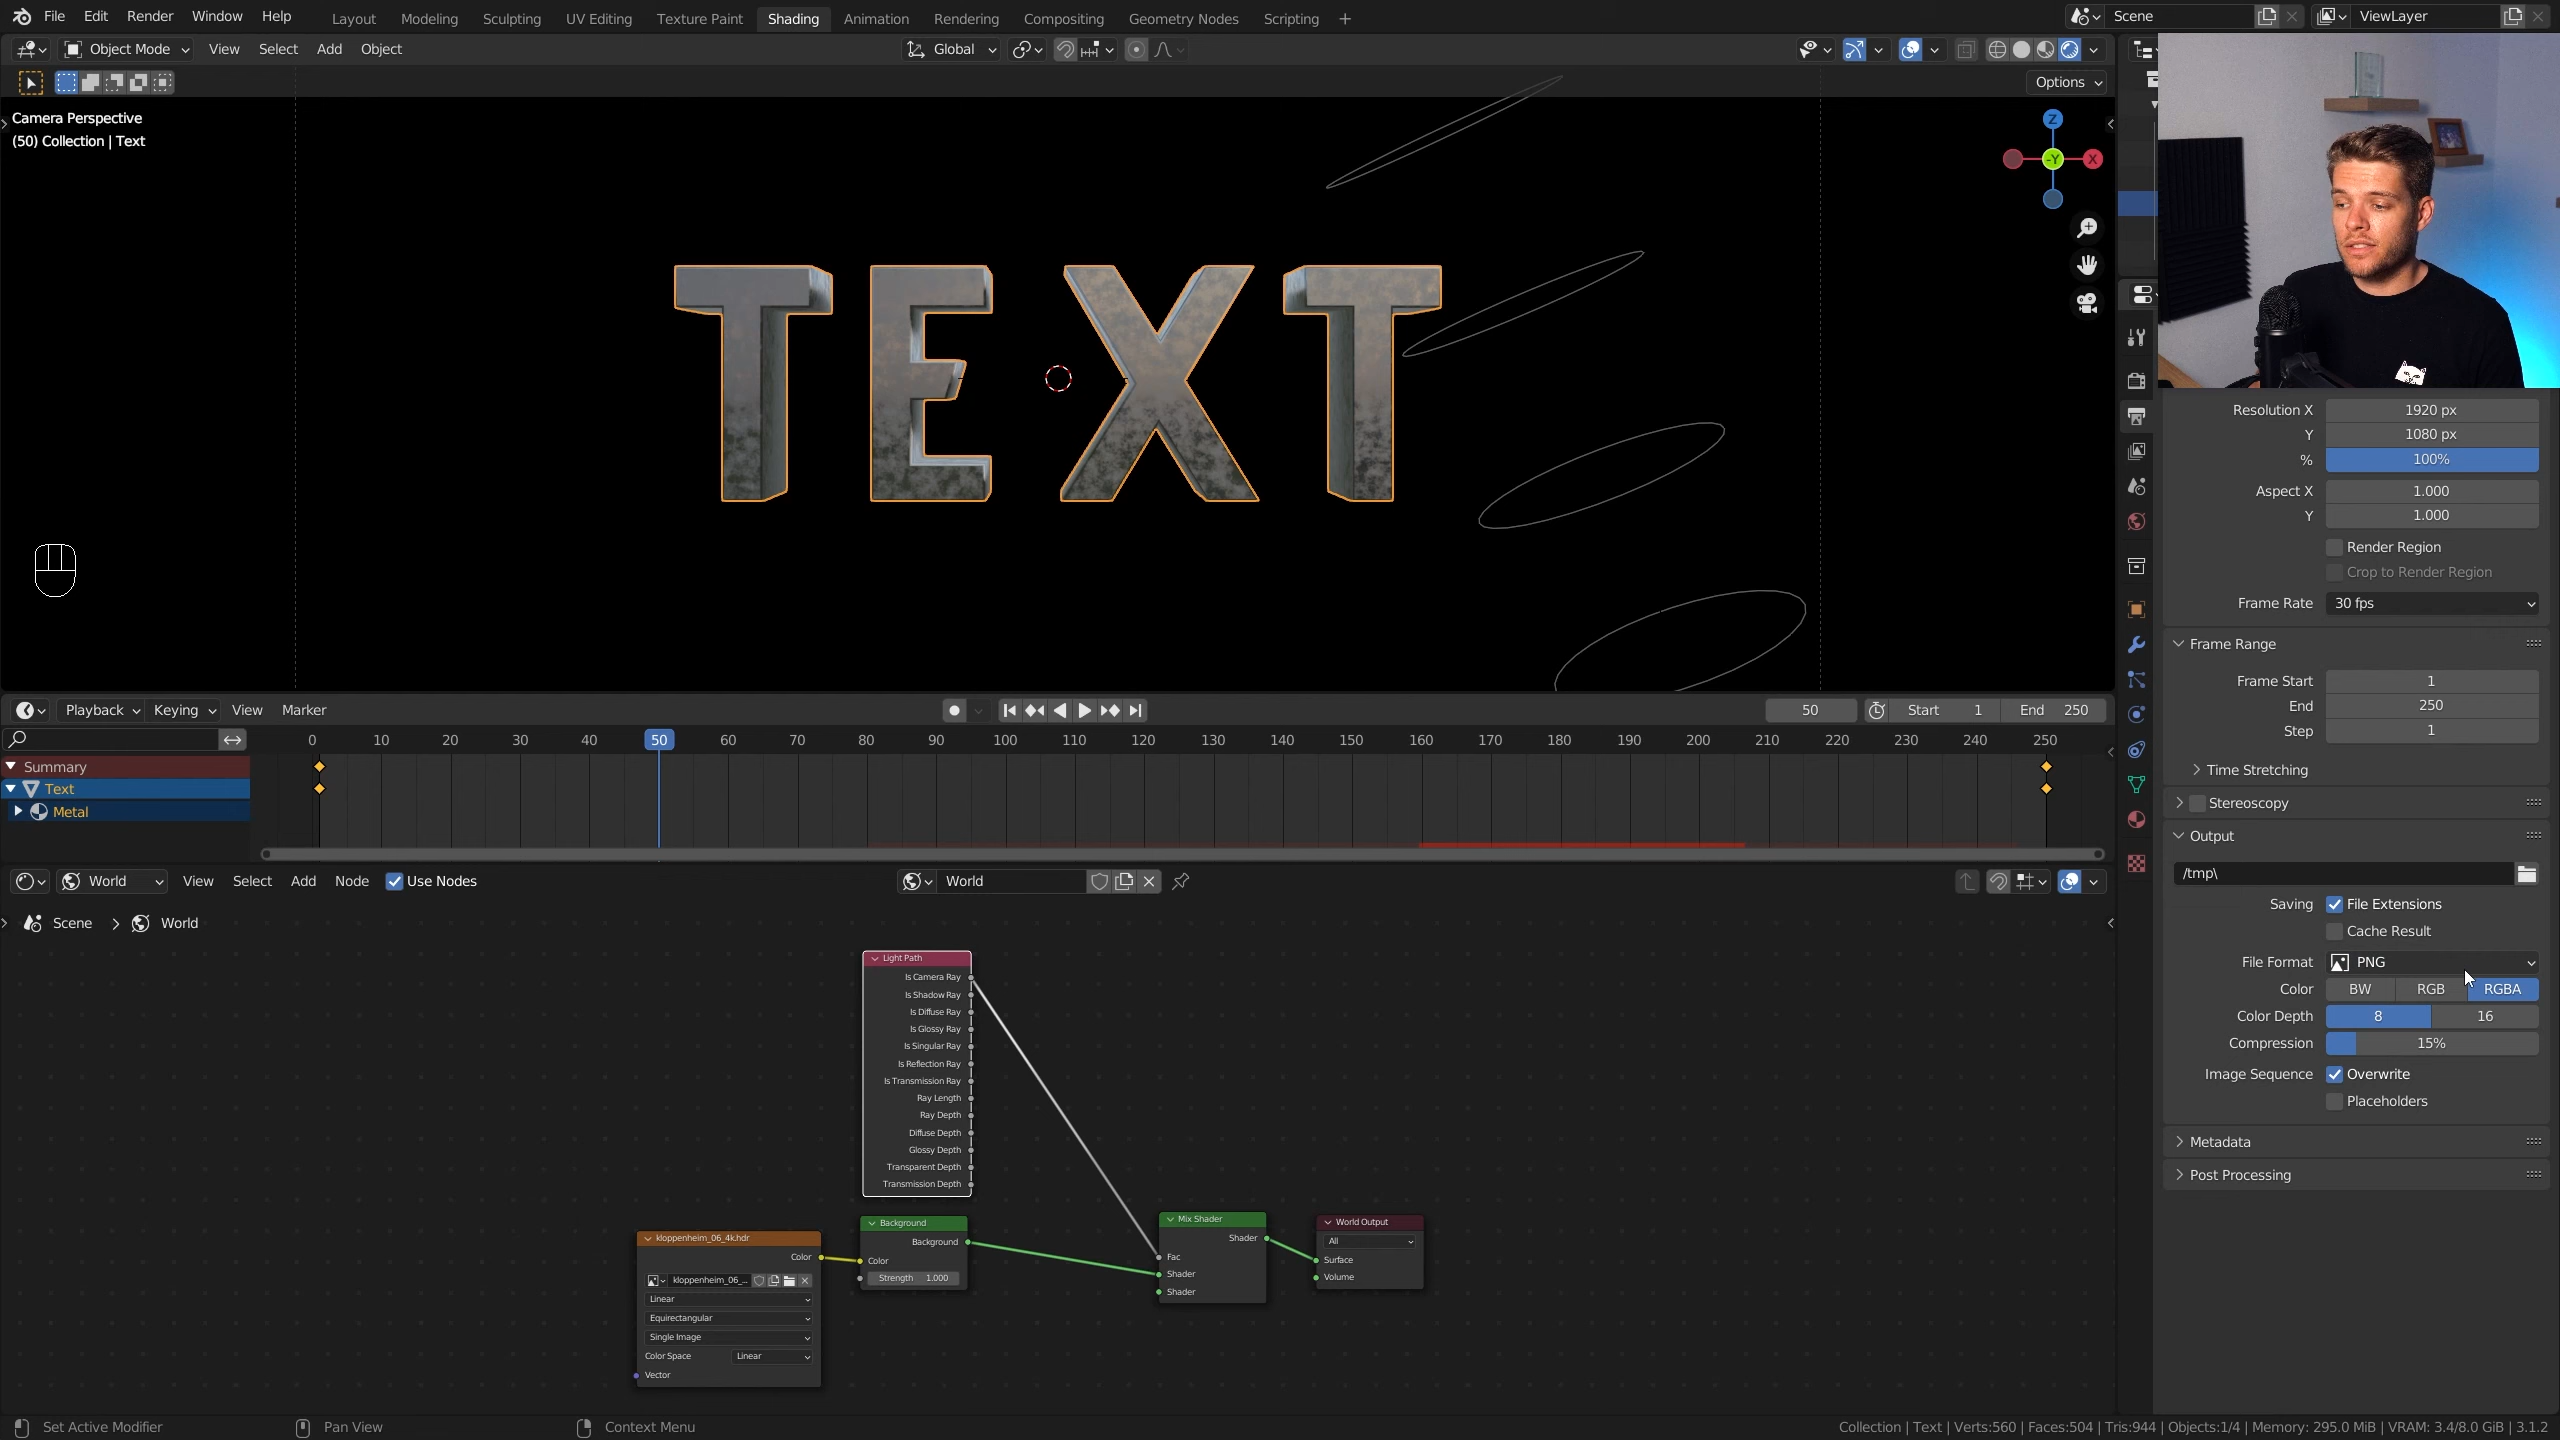 File Edit Render Window Help
Layout Modeling Sculpting UV Editing Texture Paint Shading Animation Rendering Compositing Geometry Nodes Scripting +
Scene
ViewLayer
Object Mode View Select Add Object
Global
Options
Camera Perspective
(50) Collection | Text
TEXT
Z
-Y
X
Resolution X 1920 px
Y 1080 px
% 100%
Aspect X 1.000
Y 1.000
Render Region
Crop to Render Region
Frame Rate 30 fps
Frame Range
Frame Start 1
End 250
Step 1
Time Stretching
Stereoscopy
Output
/tmp\
Saving File Extensions
Cache Result
File Format PNG
Color BW RGB RGBA
Color Depth 8 16
Compression 15%
Image Sequence Overwrite
Placeholders
Metadata
Post Processing
Playback Keying View Marker
50 Start 1 End 250
0 10 20 30 40 50 60 70 80 90 100 110 120 130 140 150 160 170 180 190 200 210 220 230 240 250
Summary
Text
Metal
World View Select Add Node Use Nodes
World
Scene > World
Light Path
Is Camera Ray
Is Shadow Ray
Is Diffuse Ray
Is Glossy Ray
Is Singular Ray
Is Reflection Ray
Is Transmission Ray
Ray Length
Ray Depth
Diffuse Depth
Glossy Depth
Transparent Depth
Transmission Depth
kloppenheim_06_4k.hdr
Color
kloppenheim_06_...
Linear
Equirectangular
Single Image
Color Space Linear
Vector
Background
Background
Color
Strength 1.000
Mix Shader
Shader
Fac
Shader
Shader
World Output
All
Surface
Volume
Set Active Modifier Pan View Context Menu
Collection | Text | Verts:560 | Faces:504 | Tris:944 | Objects:1/4 | Memory: 295.0 MiB | VRAM: 3.4/8.0 GiB | 3.1.2